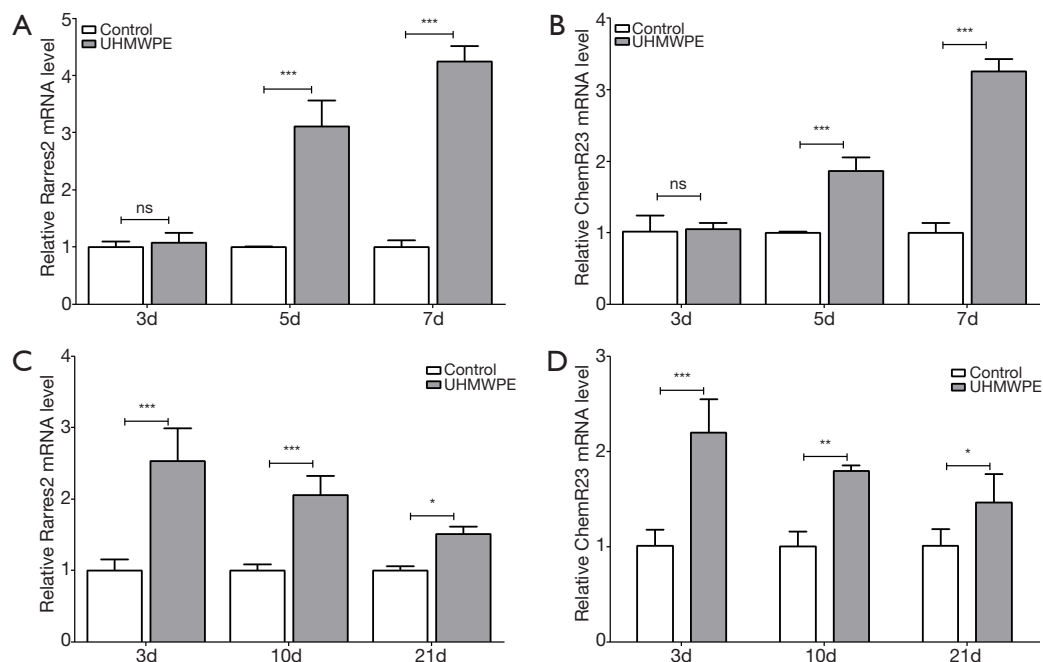 A
Relative Rarres2 mRNA level
5
4
3
2
1
0
Control
UHMWPE
ns
***
***
3d
5d
7d
B
Relative ChemR23 mRNA level
4
3
2
1
0
Control
UHMWPE
ns
***
***
3d
5d
7d
C
Relative Rarres2 mRNA level
4
3
2
1
0
Control
UHMWPE
***
***
*
3d
10d
21d
D
Relative ChemR23 mRNA level
3
2
1
0
Control
UHMWPE
***
**
*
3d
10d
21d